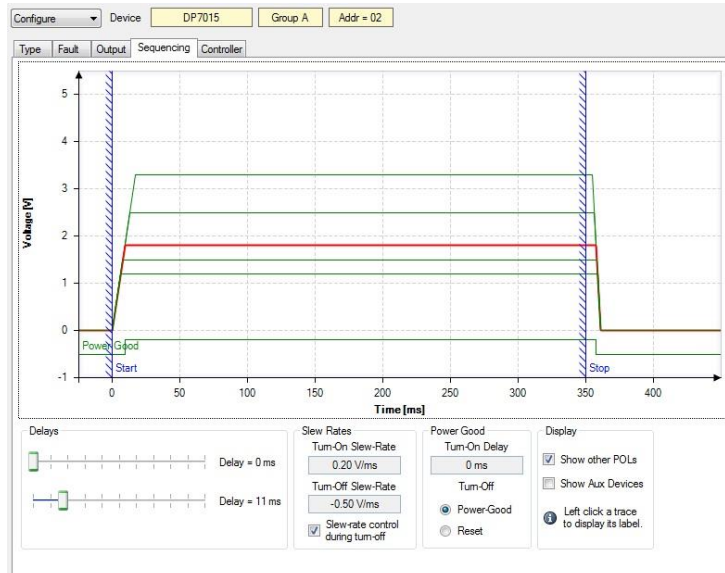 Configure Device DP7015 Group A Addr = 02
Type Fault Output Sequencing Controller
Voltage [V]
5
4
3
2
1
0
-1
Power Good
Start
Stop
0 50 100 150 200 250 300 350 400
Time [ms]
Delays
Delay = 0 ms
Delay = 11 ms
Slew Rates
Turn-On Slew-Rate
0.20 V/ms
Turn-Off Slew-Rate
-0.50 V/ms
Slew-rate control
during turn-off
Power Good
Turn-On Delay
0 ms
Turn-Off
Power-Good
Reset
Display
Show other POLs
Show Aux Devices
Left click a trace
to display its label.